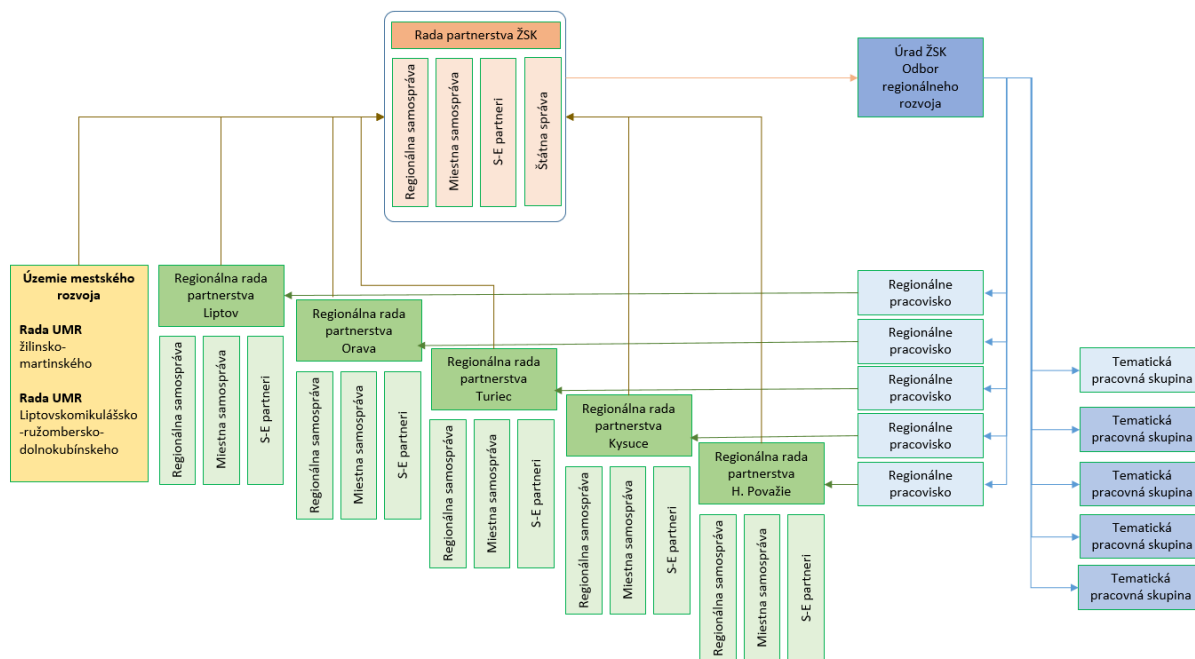 Rada partnerstva ŽSK
Regionálna samospráva
Miestna samospráva
S-E partneri
Štátna správa
Úrad ŽSK
Odbor
regionálneho
rozvoja
Územie mestského
rozvoja
Rada UMR
žilinsko-
martinského
Rada UMR
Liptovskomikulášsko
-ružombersko-
dolnokubínskeho
Regionálna rada
partnerstva
Liptov
Regionálna samospráva
Miestna samospráva
S-E partneri
Regionálna rada
partnerstva
Orava
Regionálna samospráva
Miestna samospráva
S-E partneri
Regionálna rada
partnerstva
Turiec
Regionálna samospráva
Miestna samospráva
S-E partneri
Regionálna rada
partnerstva
Kysuce
Regionálna samospráva
Miestna samospráva
S-E partneri
Regionálna rada
partnerstva
H. Považie
Regionálna samospráva
Miestna samospráva
S-E partneri
Regionálne
pracovisko
Regionálne
pracovisko
Regionálne
pracovisko
Regionálne
pracovisko
Regionálne
pracovisko
Tematická
pracovná skupina
Tematická
pracovná skupina
Tematická
pracovná skupina
Tematická
pracovná skupina
Tematická
pracovná skupina